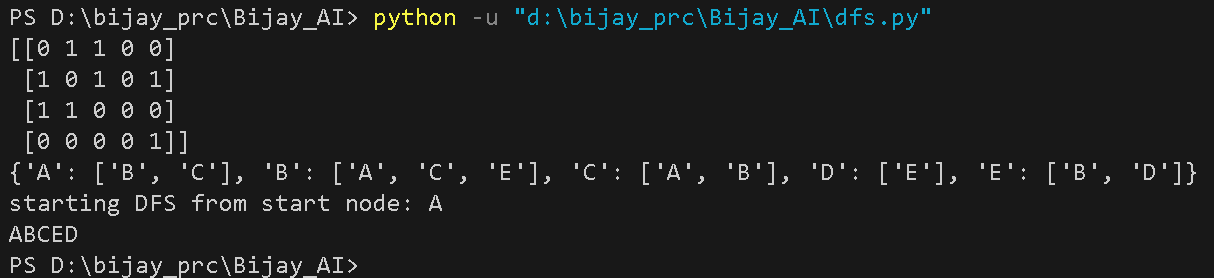 PS D:\bijay_prc\Bijay_AI> python -u "d:\bijay_prc\Bijay_AI\dfs.py"
[[0 1 1 0 0]
 [1 0 1 0 1]
 [1 1 0 0 0]
 [0 0 0 0 1]]
{'A': ['B', 'C'], 'B': ['A', 'C', 'E'], 'C': ['A', 'B'], 'D': ['E'], 'E': ['B', 'D']}
starting DFS from start node: A
ABCED
PS D:\bijay_prc\Bijay_AI>